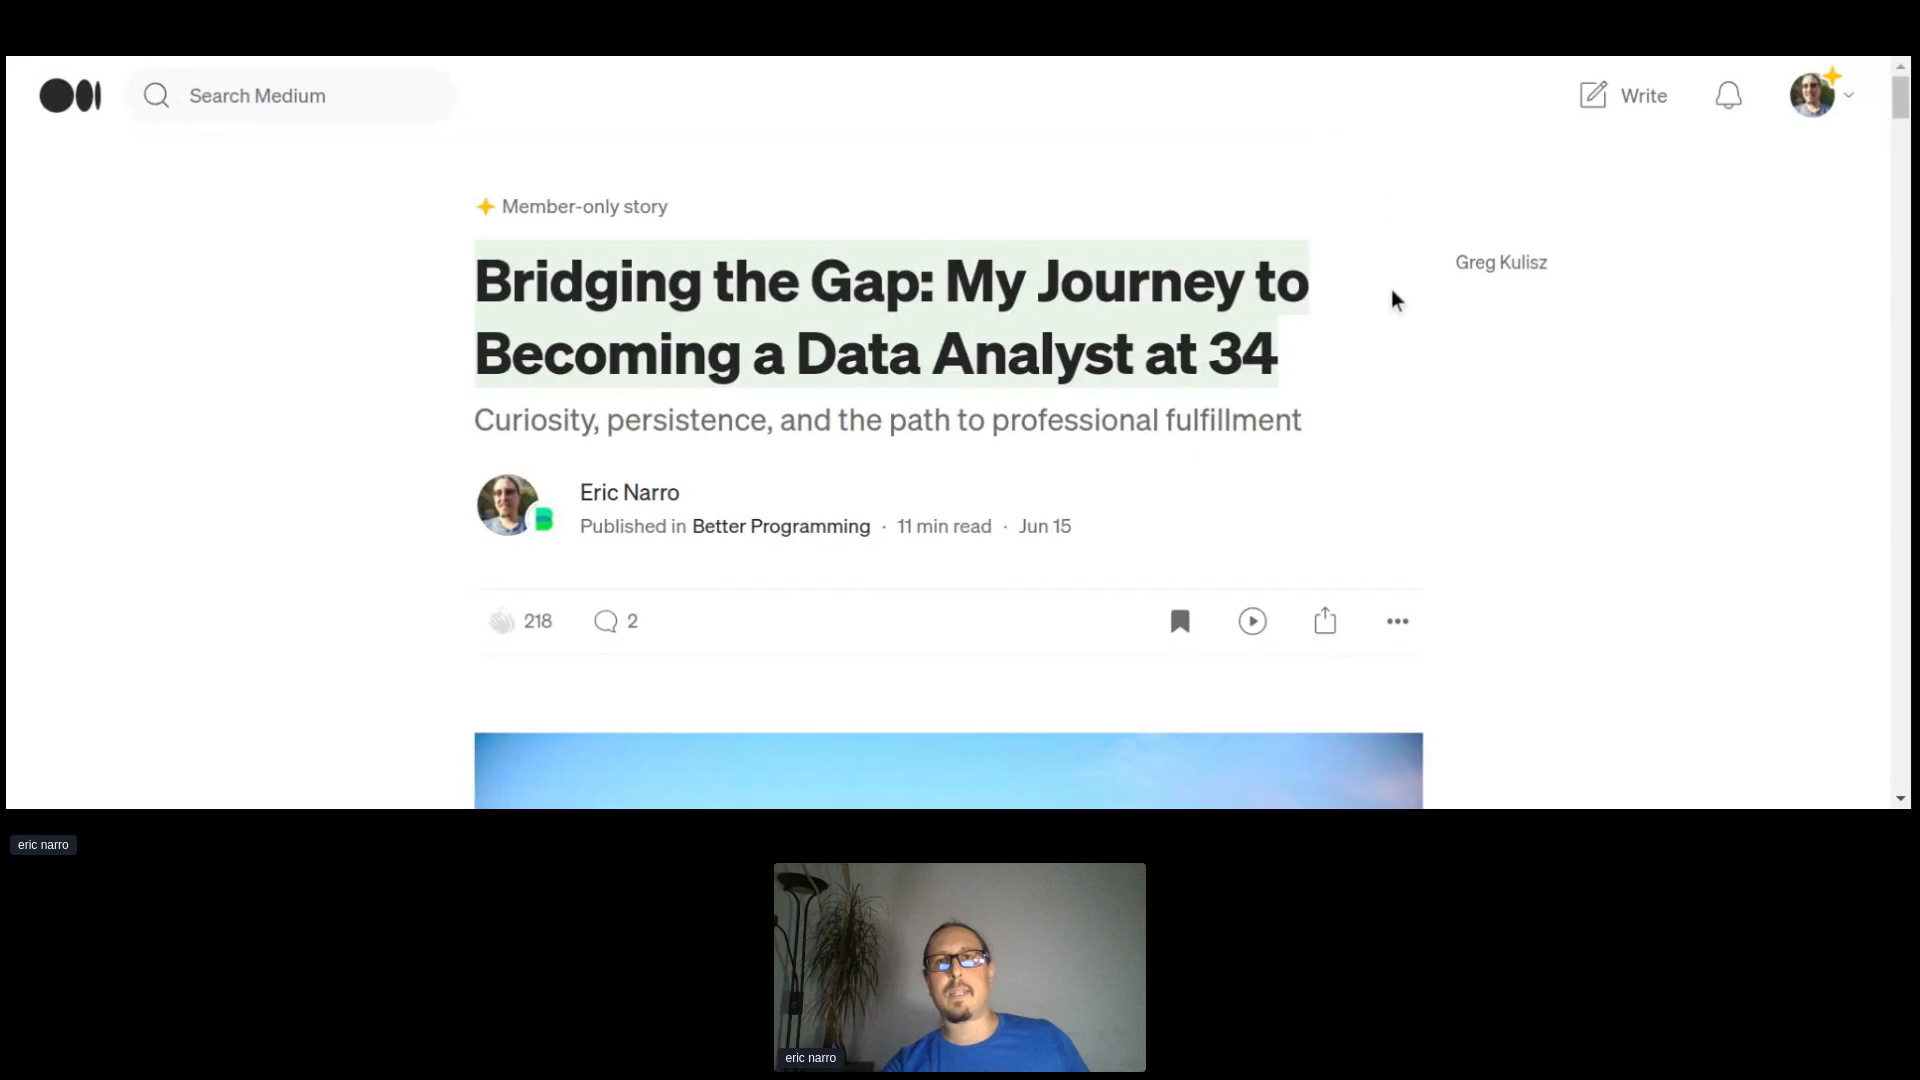 Search Medium
Write
Member-only story
Bridging the Gap: My Journey to
Greg Kulisz
Becoming a Data Analyst at 34
Curiosity, persistence, and the path to professional fulfillment
Eric Narro
Published in Better Programming · 11 min read · Jun 15
218
2
eric narro
eric narro